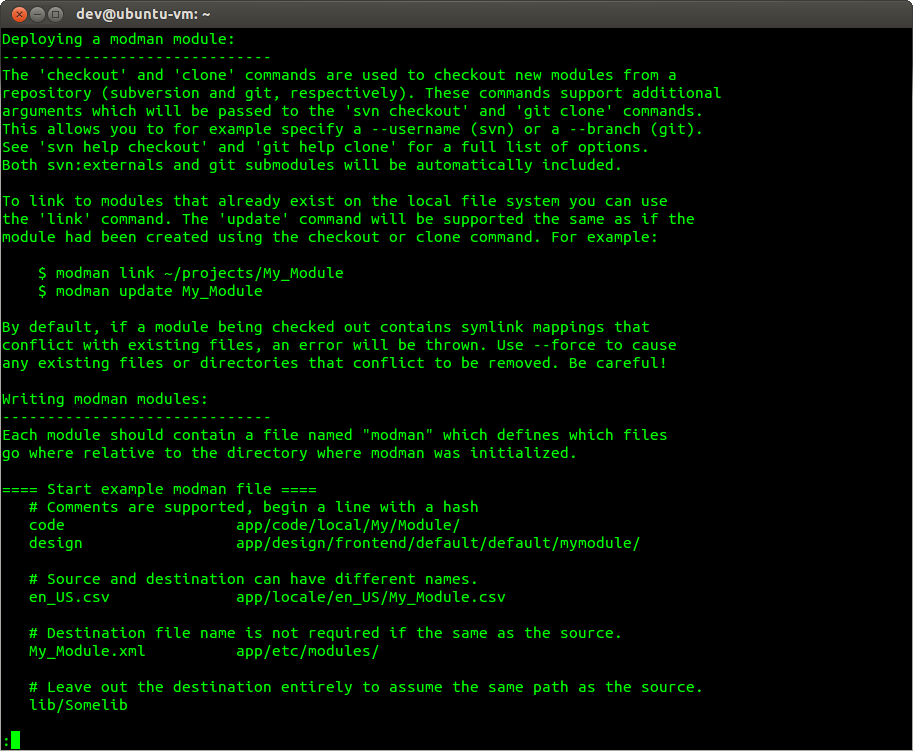 dev@ubuntu-vm: ~
Deploying a modman module:
------------------------------
The 'checkout' and 'clone' commands are used to checkout new modules from a
repository (subversion and git, respectively). These commands support additional
arguments which will be passed to the 'svn checkout' and 'git clone' commands.
This allows you to for example specify a --username (svn) or a --branch (git).
See 'svn help checkout' and 'git help clone' for a full list of options.
Both svn:externals and git submodules will be automatically included.

To link to modules that already exist on the local file system you can use
the 'link' command. The 'update' command will be supported the same as if the
module had been created using the checkout or clone command. For example:

    $ modman link ~/projects/My_Module
    $ modman update My_Module

By default, if a module being checked out contains symlink mappings that
conflict with existing files, an error will be thrown. Use --force to cause
any existing files or directories that conflict to be removed. Be careful!

Writing modman modules:
------------------------------
Each module should contain a file named "modman" which defines which files
go where relative to the directory where modman was initialized.

==== Start example modman file ====
   # Comments are supported, begin a line with a hash
   code                   app/code/local/My/Module/
   design                 app/design/frontend/default/default/mymodule/

   # Source and destination can have different names.
   en_US.csv              app/locale/en_US/My_Module.csv

   # Destination file name is not required if the same as the source.
   My_Module.xml          app/etc/modules/

   # Leave out the destination entirely to assume the same path as the source.
   lib/Somelib

: